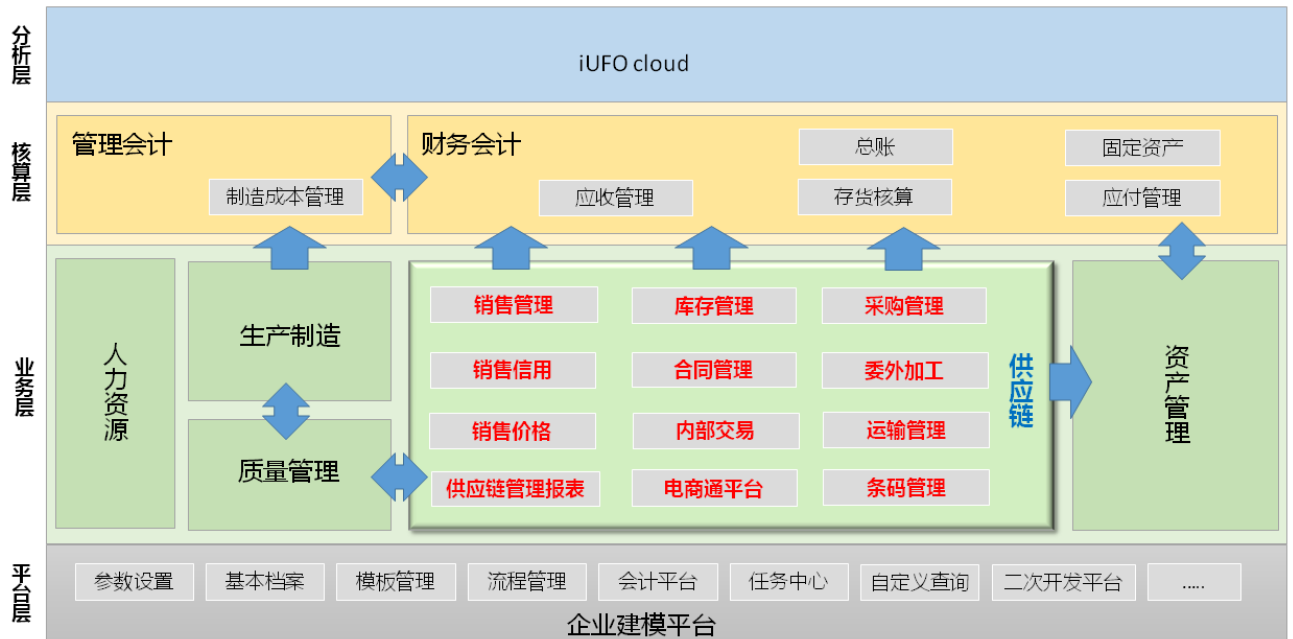 分析层
iUFO cloud
核算层
管理会计
制造成本管理
财务会计
总账
固定资产
应收管理
存货核算
应付管理
业务层
人力资源
生产制造
质量管理
销售管理
库存管理
采购管理
销售信用
合同管理
委外加工
销售价格
内部交易
运输管理
供应链管理报表
电商通平台
条码管理
供应链
资产管理
平台层
参数设置
基本档案
模板管理
流程管理
会计平台
任务中心
自定义查询
二次开发平台
.....
企业建模平台